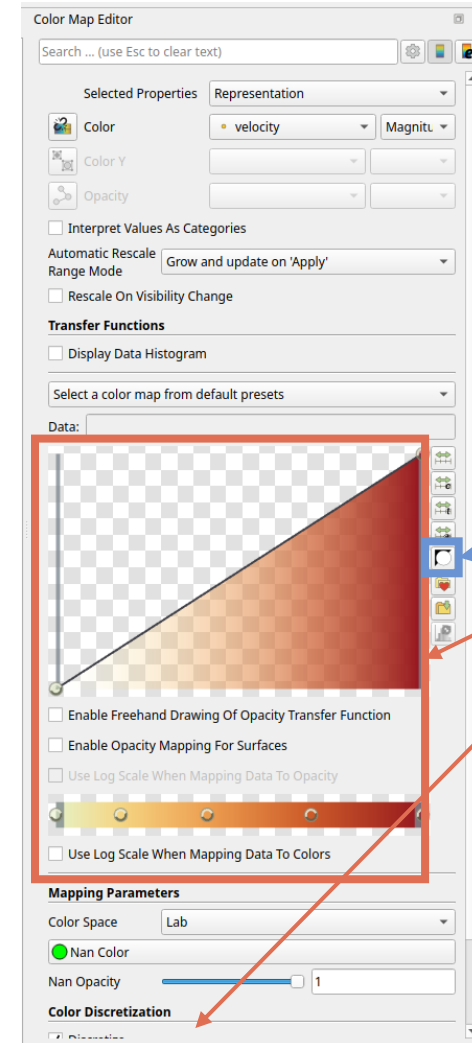 Color Map Editor
Search ... (use Esc to clear text)
Selected Properties Representation
Color velocity Magnitu
Color Y
Opacity
Interpret Values As Categories
Automatic Rescale
Range Mode Grow and update on 'Apply'
Rescale On Visibility Change
Transfer Functions
Display Data Histogram
Select a color map from default presets
Data:
Enable Freehand Drawing Of Opacity Transfer Function
Enable Opacity Mapping For Surfaces
Use Log Scale When Mapping Data To Opacity
Use Log Scale When Mapping Data To Colors
Mapping Parameters
Color Space Lab
Nan Color
Nan Opacity 1
Color Discretization
Discretize